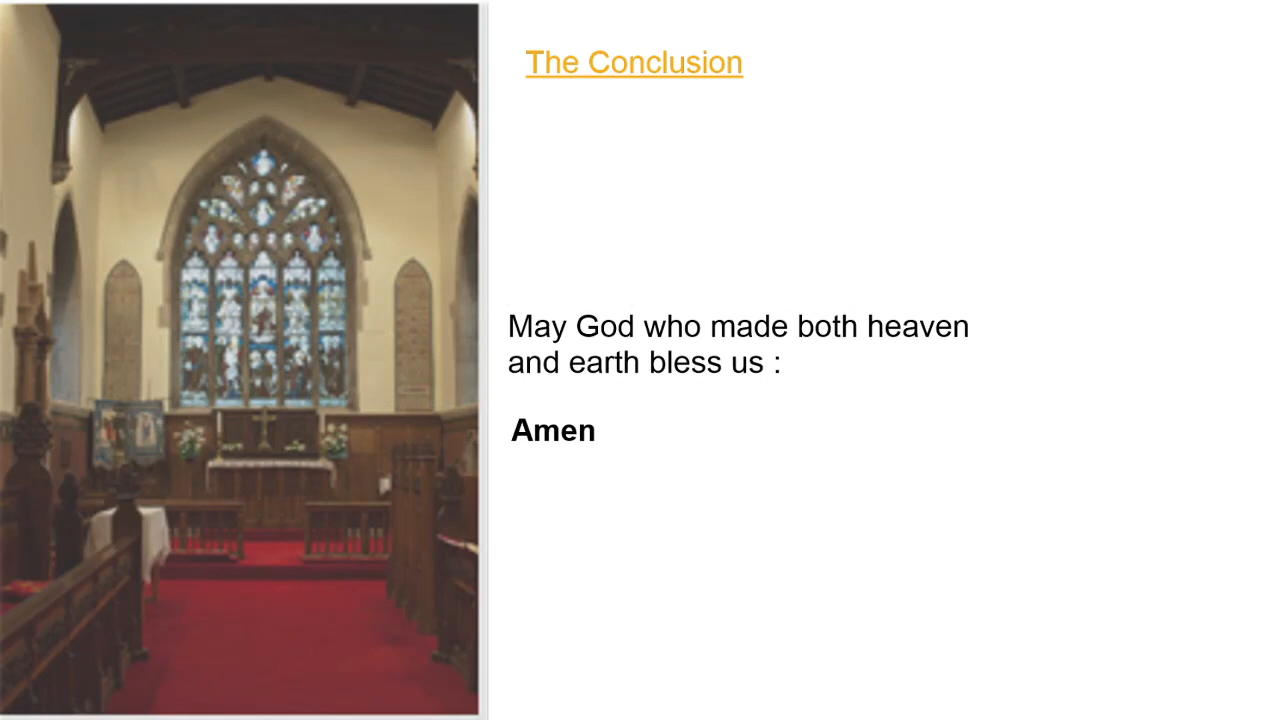 The Conclusion
May God who made both heaven
and earth bless us :
Amen